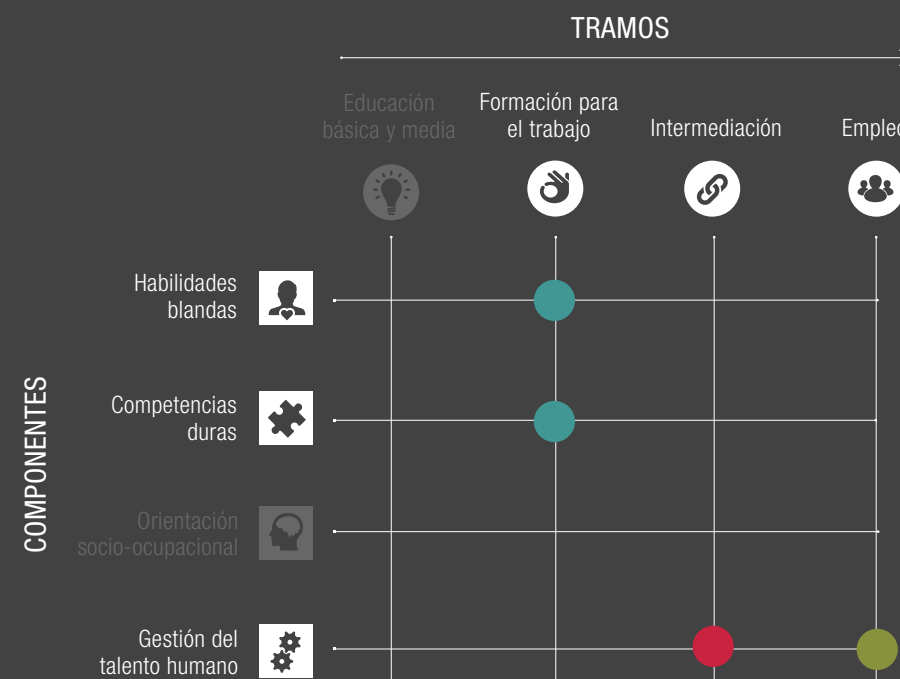 TRAMOS
Educación
básica y media
Formación para
el trabajo
Intermediación
Habilidades
blandas
Competencias
duras
COMPONENTES
Orientación
socio-ocupacional
Gestión del
talento humano